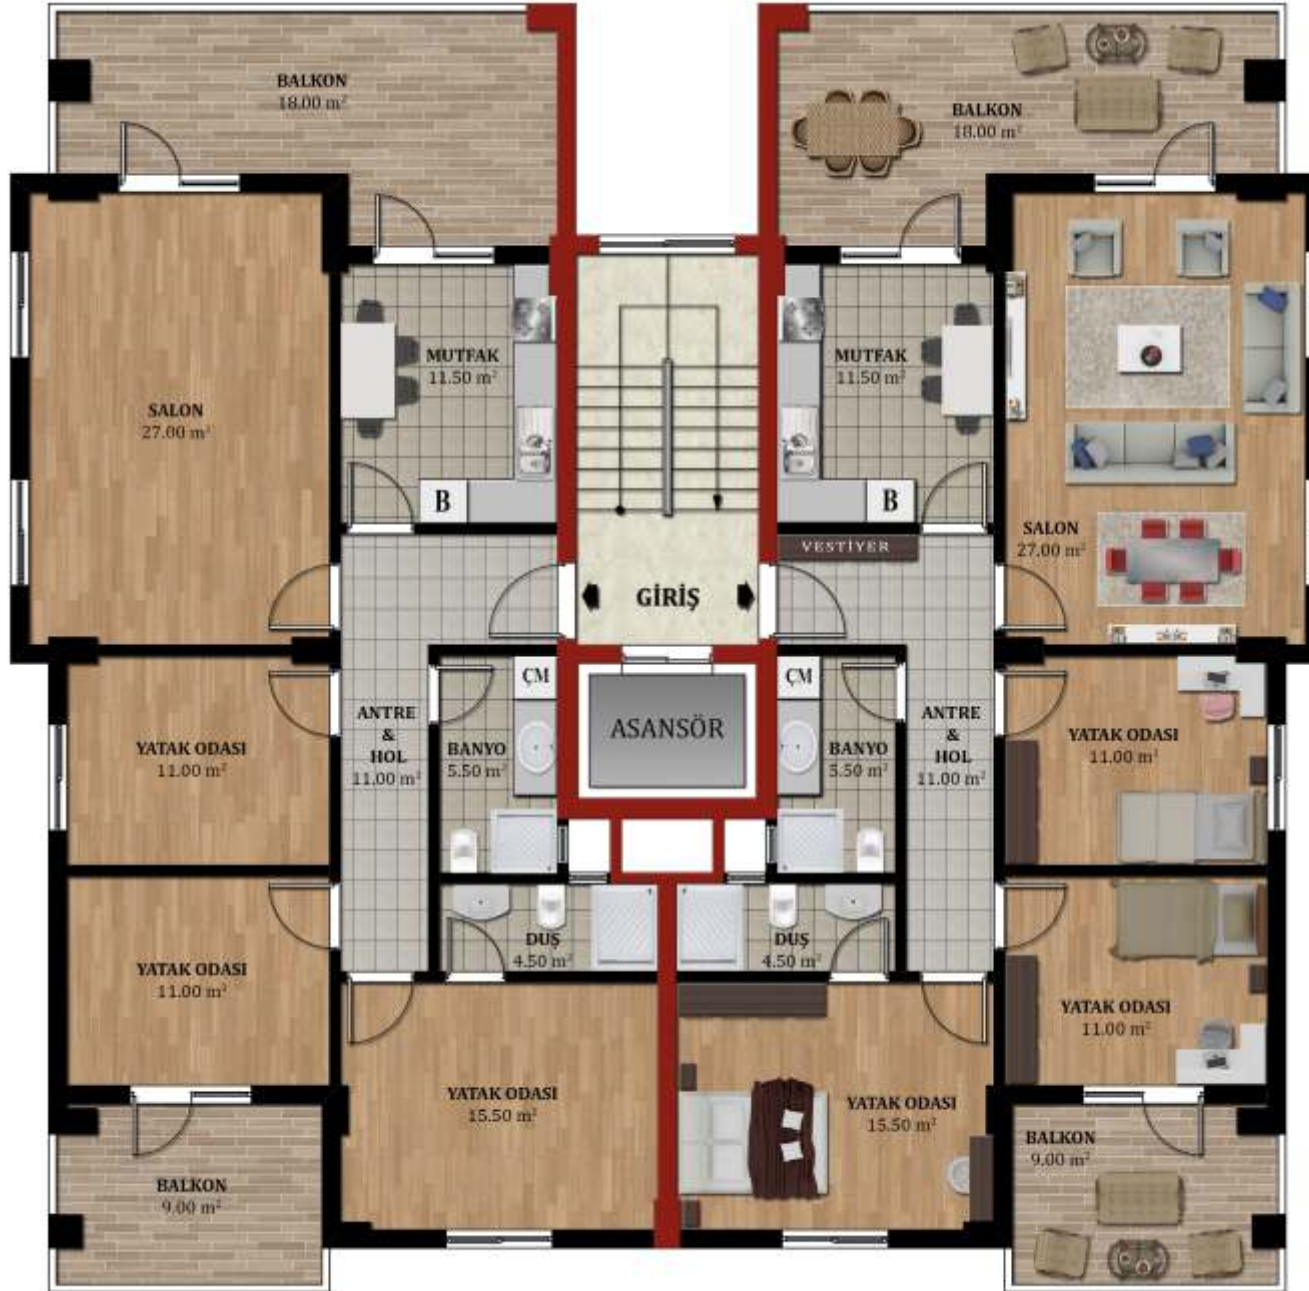 BALKON
18.00 m²
BALKON
18.00 m²
MUTFAK
11.50 m²
MUTFAK
11.50 m²
SALON
27.00 m²
B
B
SALON
27.00 m²
VESTİYER
GİRİŞ
ÇM
ÇM
ANTRE
&
HOL
11.00 m²
ASANSÖR
ANTRE
&
HOL
11.00 m²
YATAK ODASI
11.00 m²
BANYO
5.50 m²
BANYO
5.50 m²
YATAK ODASI
11.00 m²
DUŞ
4.50 m²
DUŞ
4.50 m²
YATAK ODASI
11.00 m²
YATAK ODASI
11.00 m²
YATAK ODASI
15.50 m²
YATAK ODASI
15.50 m²
BALKON
9.00 m²
BALKON
9.00 m²